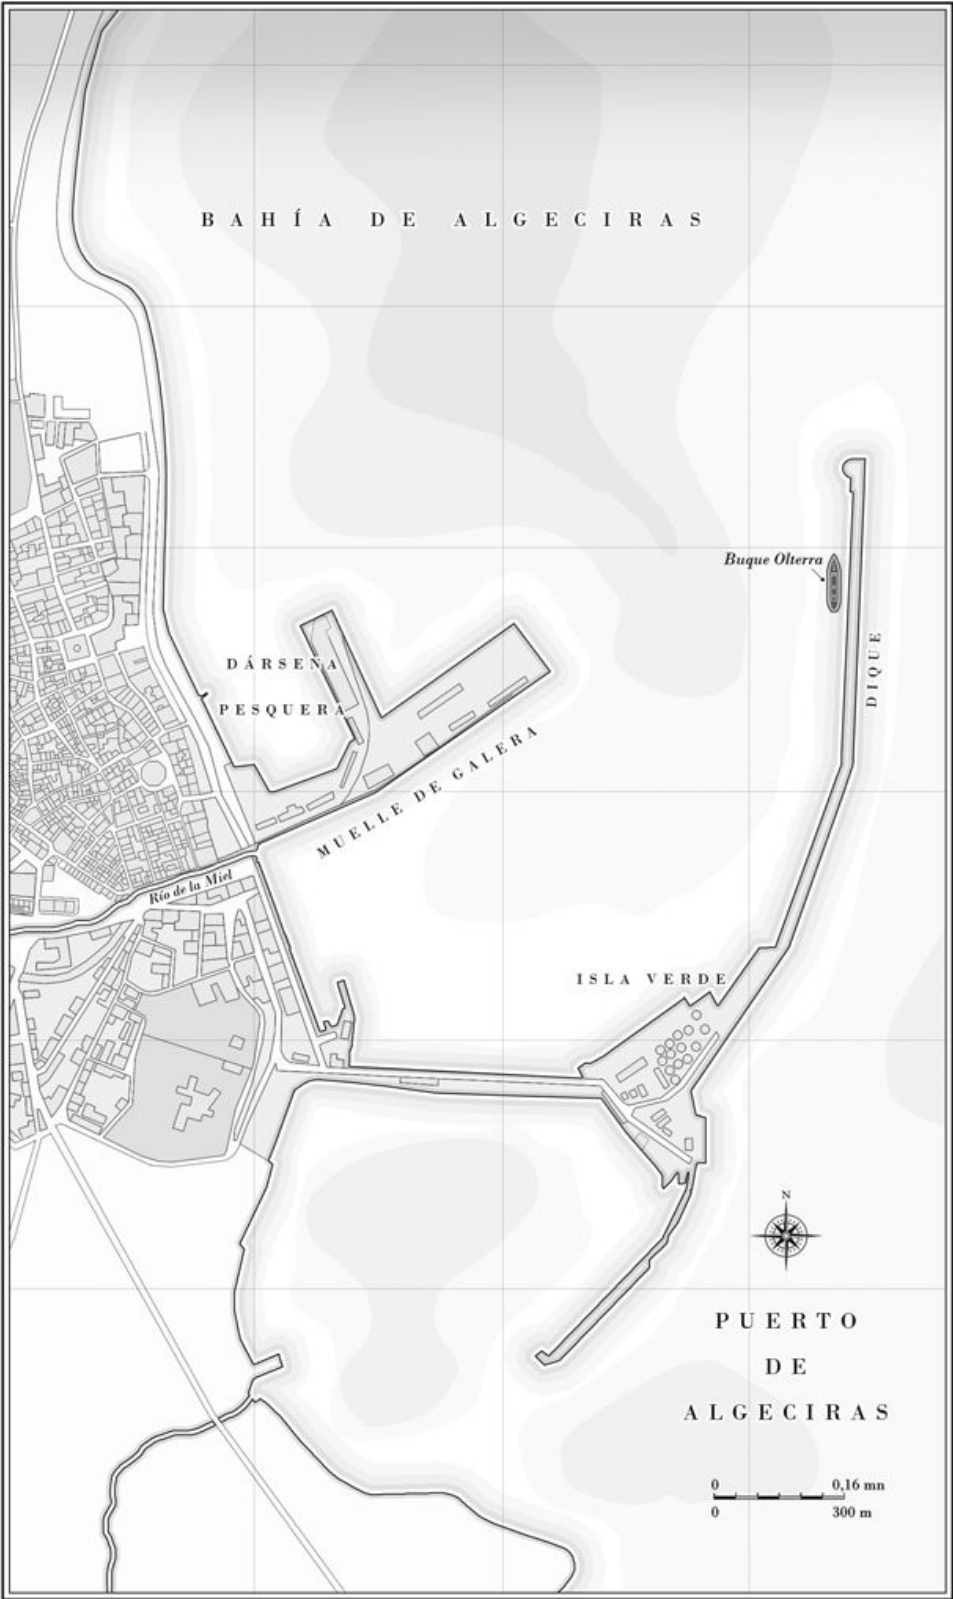 BAHÍA DE ALGECIRAS
Buque Olterra
DIQUE
DÁRSENA
PESQUERA
MUELLE DE GALERA
Río de la Miel
ISLA VERDE
N
PUERTO
DE
ALGECIRAS
0 0,16 mn
0 300 m